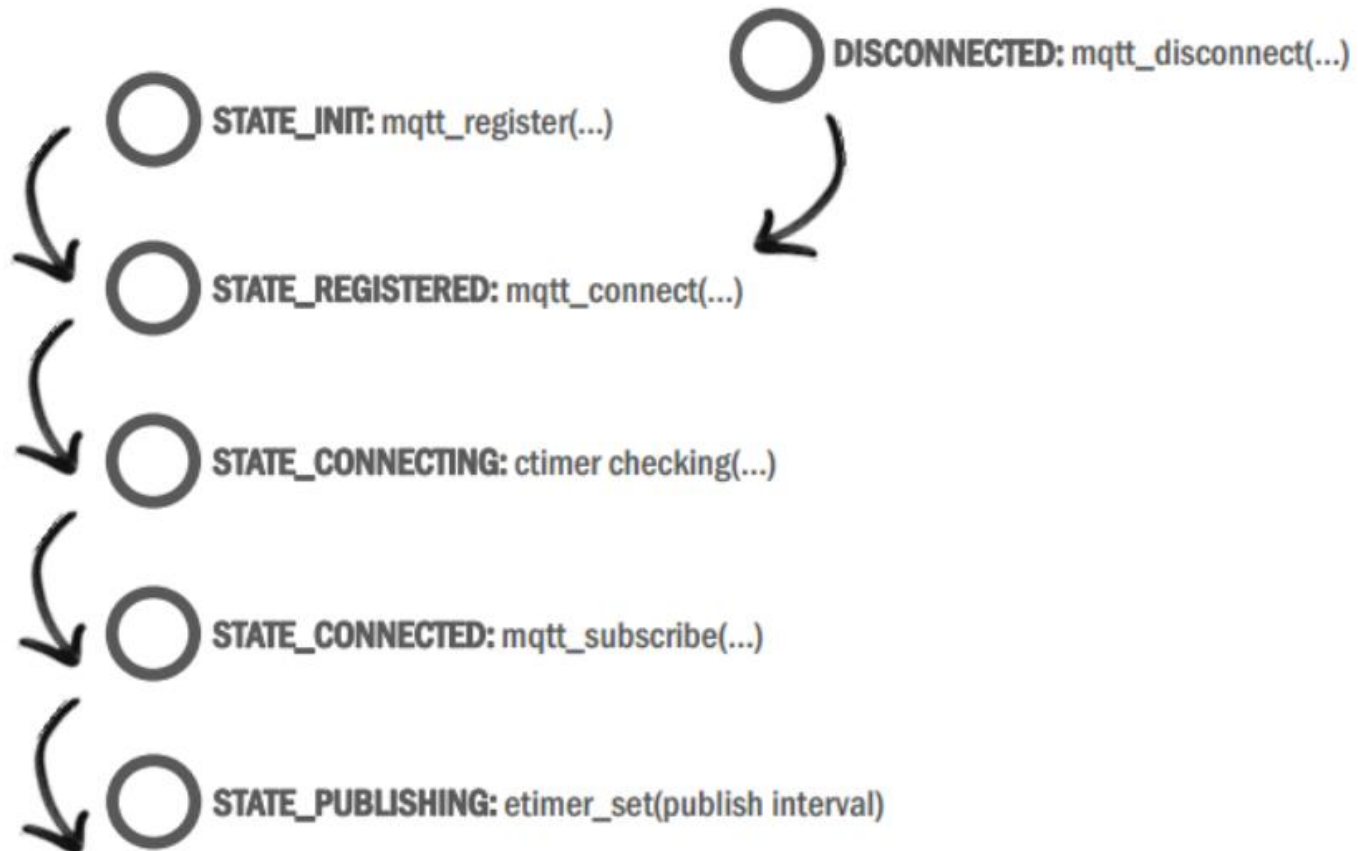 DISCONNECTED: mqtt_disconnect(...)
STATE_INIT: mqtt_register(...)
STATE_REGISTERED: mqtt_connect(...)
STATE_CONNECTING: ctimer checking(...)
STATE_CONNECTED: mqtt_subscribe(...)
STATE_PUBLISHING: etimer_set(publish interval)